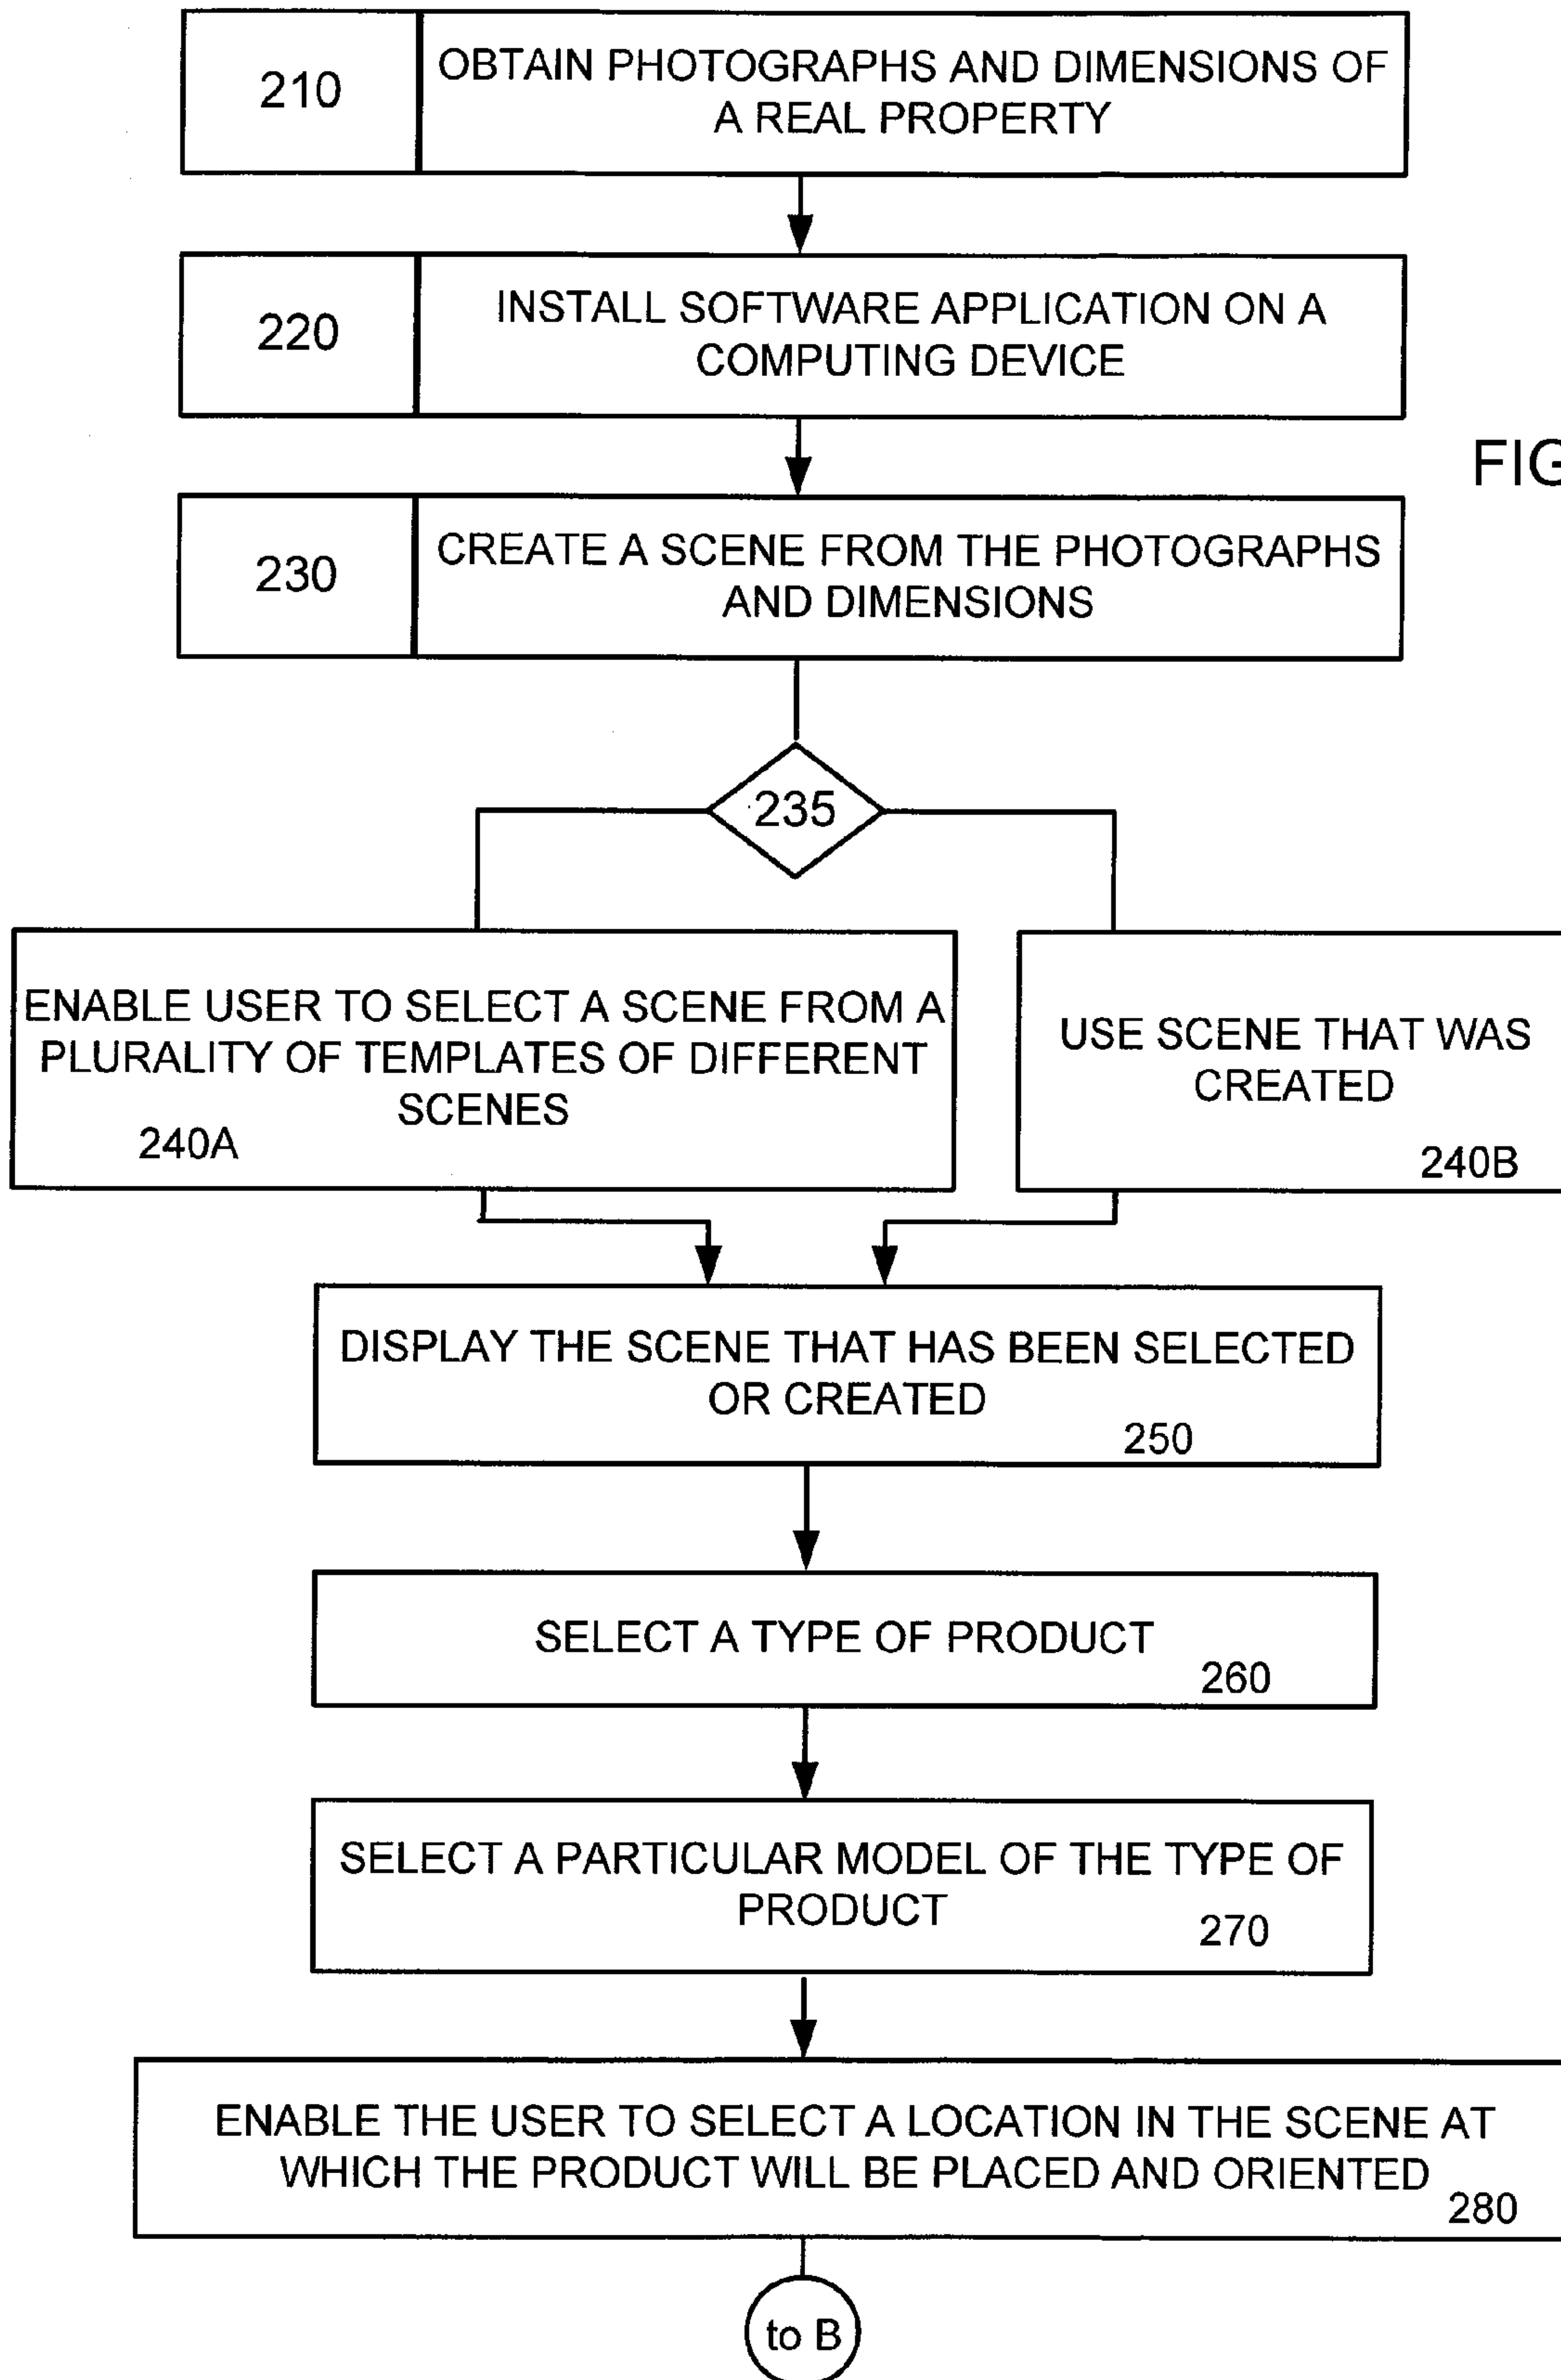 210
OBTAIN PHOTOGRAPHS AND DIMENSIONS OF
A REAL PROPERTY
220
INSTALL SOFTWARE APPLICATION ON A
COMPUTING DEVICE
FIG
230
CREATE A SCENE FROM THE PHOTOGRAPHS
AND DIMENSIONS
235
ENABLE USER TO SELECT A SCENE FROM A
PLURALITY OF TEMPLATES OF DIFFERENT
SCENES
240A
USE SCENE THAT WAS
CREATED
240B
DISPLAY THE SCENE THAT HAS BEEN SELECTED
OR CREATED
250
SELECT A TYPE OF PRODUCT
260
SELECT A PARTICULAR MODEL OF THE TYPE OF
PRODUCT
270
ENABLE THE USER TO SELECT A LOCATION IN THE SCENE AT
WHICH THE PRODUCT WILL BE PLACED AND ORIENTED
280
to B